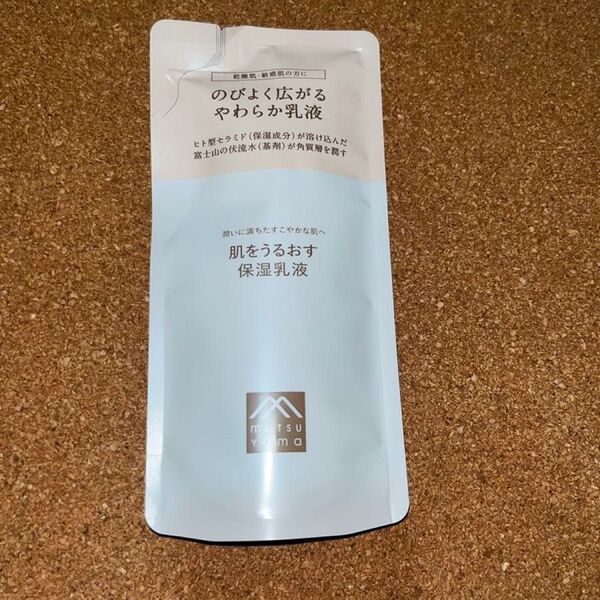 乾燥肌・敏感肌の方に
のびよく広がる
やわらか乳液
ヒト型セラミド(保湿成分)が溶け込んだ
富士山の伏流水(基剤)が角質層を潤す
潤いに満ちたすこやかな肌へ
肌をうるおす
保湿乳液
matsu
yama